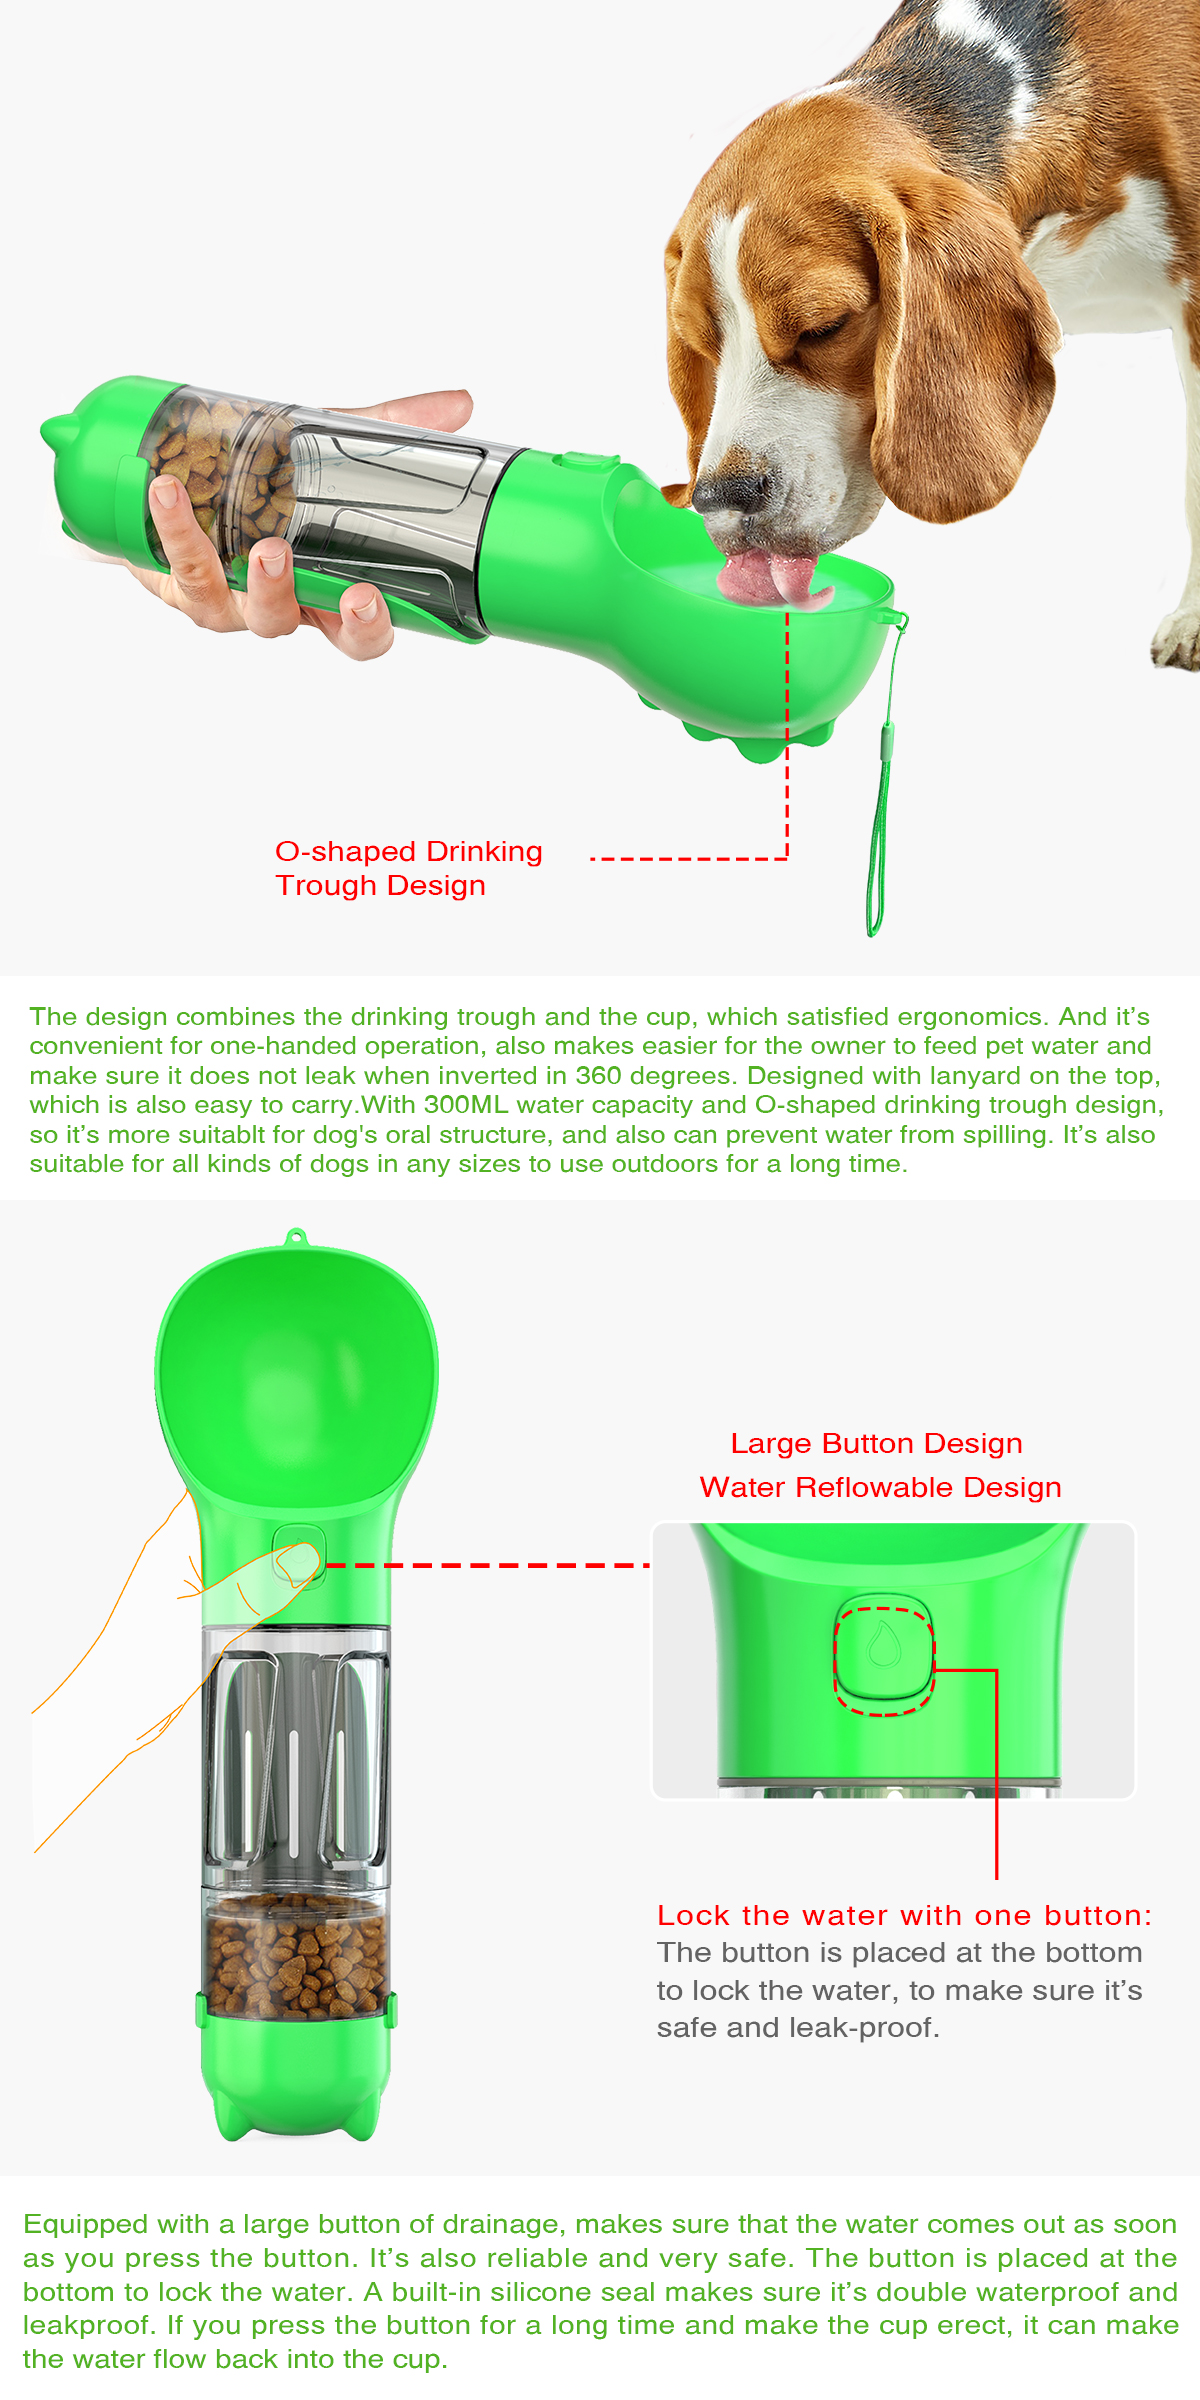 O-shaped Drinking
Trough Design
The design combines the drinking trough and the cup, which satisfied ergonomics. And it’s
convenient for one-handed operation, also makes easier for the owner to feed pet water and
make sure it does not leak when inverted in 360 degrees. Designed with lanyard on the top,
which is also easy to carry.With 300ML water capacity and O-shaped drinking trough design,
so it’s more suitablt for dog's oral structure, and also can prevent water from spilling. It’s also
suitable for all kinds of dogs in any sizes to use outdoors for a long time.
Large Button Design
Water Reflowable Design
Lock the water with one button:
The button is placed at the bottom
to lock the water, to make sure it’s
safe and leak-proof.
Equipped with a large button of drainage, makes sure that the water comes out as soon
as you press the button. It’s also reliable and very safe. The button is placed at the
bottom to lock the water. A built-in silicone seal makes sure it’s double waterproof and
leakproof. If you press the button for a long time and make the cup erect, it can make
the water flow back into the cup.